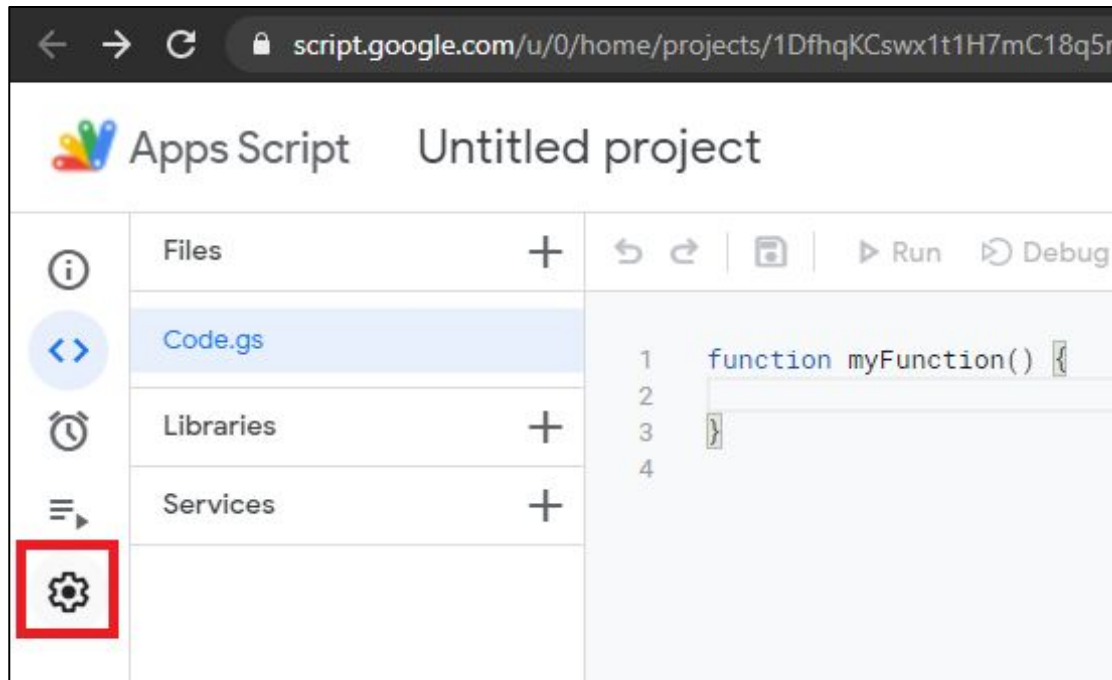 script.google.com/u/0/home/projects/1DfhqKCswx1t1H7mC18q5r
Apps Script Untitled project
Files
Run Debug
Code.gs
1 function myFunction() {
2
3 }
4
Libraries
Services